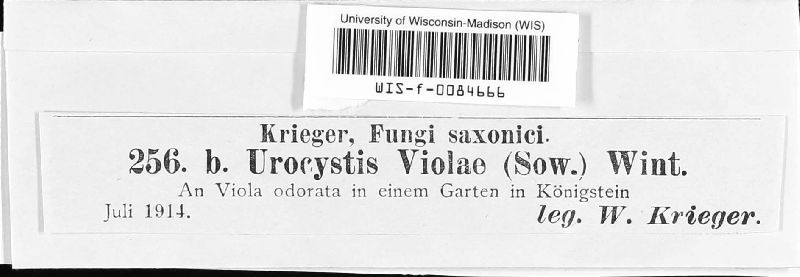 University of Wisconsin-Madison (WIS)
WIS-f-0084666
Krieger, Fungi saxonici.
256. b. Urocystis Violae (Sow.) Wint.
An Viola odorata in einem Garten in Königstein
Juli 1914. leg. W. Krieger.